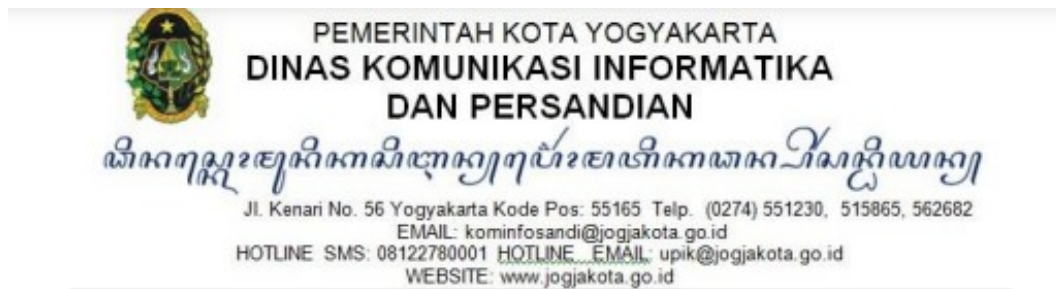 PEMERINTAH KOTA YOGYAKARTA
DINAS KOMUNIKASI INFORMATIKA
DAN PERSANDIAN
Jl. Kenari No. 56 Yogyakarta Kode Pos: 55165 Telp. (0274) 551230, 515865, 562682
EMAIL: kominfosandi@jogjakota.go.id
HOTLINE SMS: 08122780001 HOTLINE EMAIL: upik@jogjakota.go.id
WEBSITE: www.jogjakota.go.id